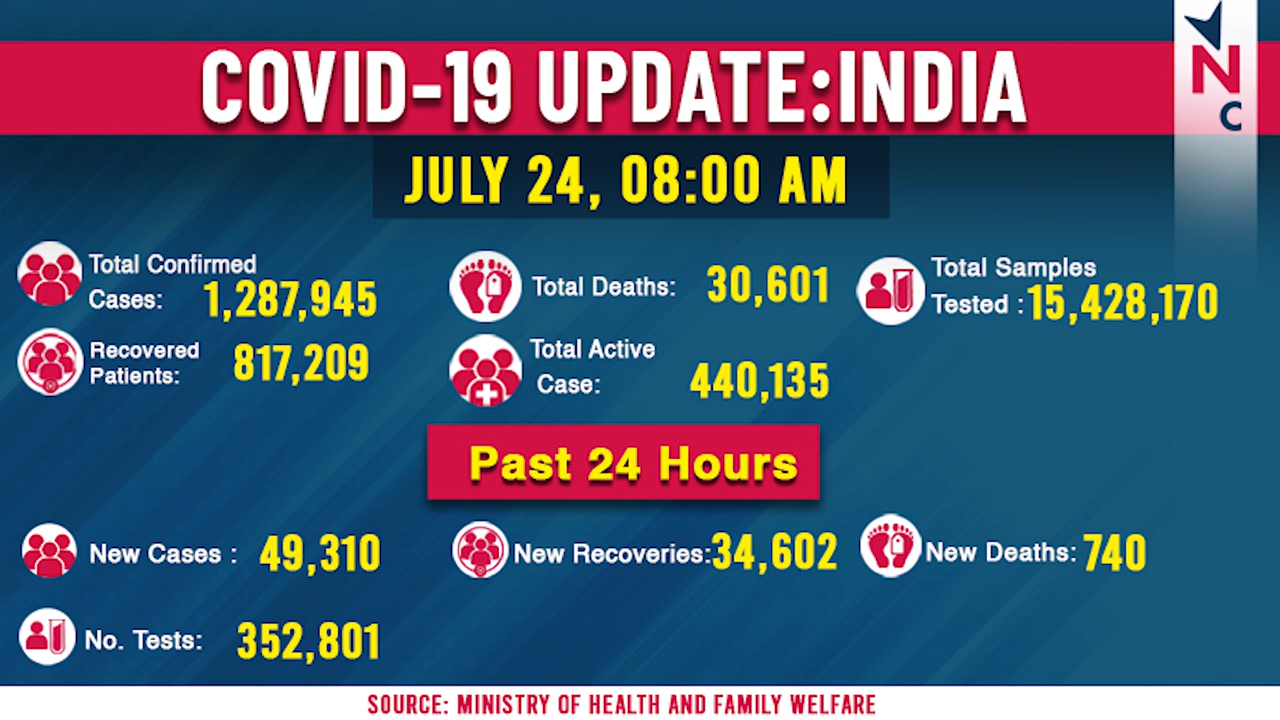 COVID-19 UPDATE:INDIA
N
C
JULY 24, 08:00 AM
Total Confirmed
Cases: 1,287,945
Total Deaths: 30,601
Total Samples
Tested : 15,428,170
Recovered
Patients: 817,209
Total Active
Case: 440,135
Past 24 Hours
New Cases : 49,310
New Recoveries: 34,602
New Deaths: 740
No. Tests: 352,801
SOURCE: MINISTRY OF HEALTH AND FAMILY WELFARE